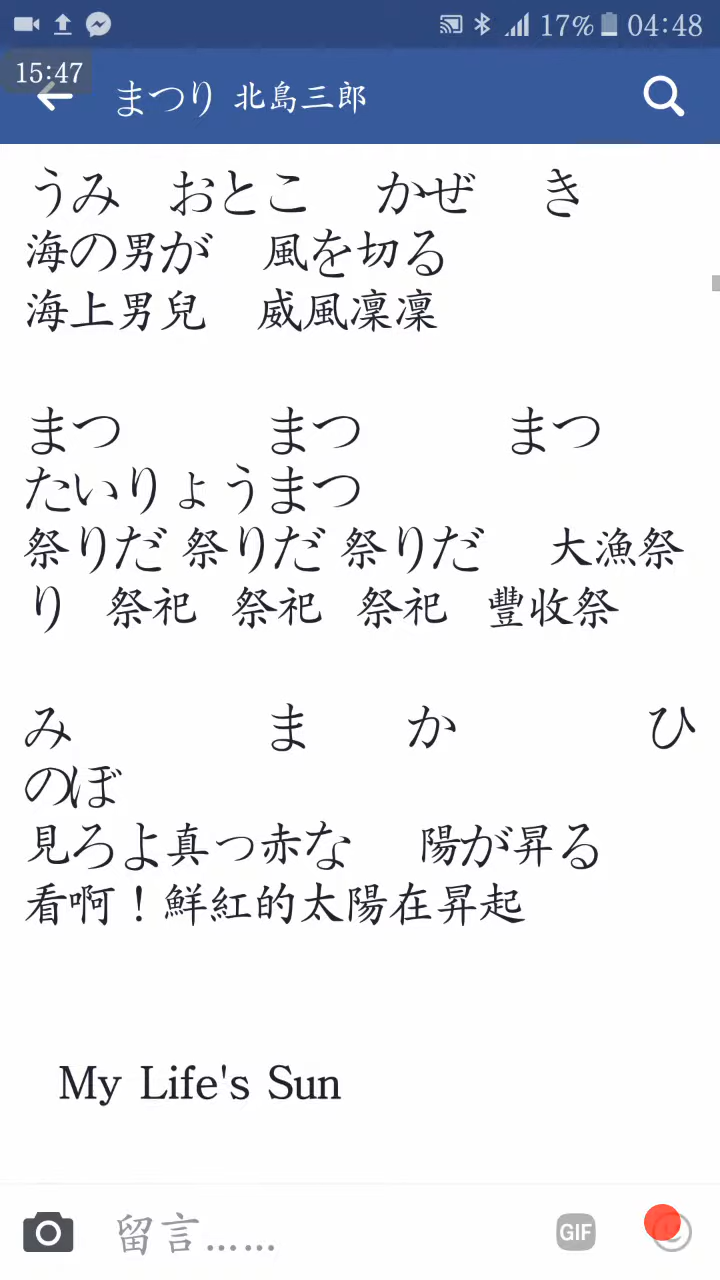 17% 04:48
15:47
まつり 北島三郎
うみ おとこ かぜ き
海の男が 風を切る
海上男兒 威風凜凜
まつ まつ まつ
たいりょうまつ
祭りだ 祭りだ 祭りだ 大漁祭
り 祭祀 祭祀 祭祀 豐收祭
み ま か ひ
のぼ
見ろよ真っ赤な 陽が昇る
看啊！鮮紅的太陽在昇起
My Life's Sun
留言……
GIF